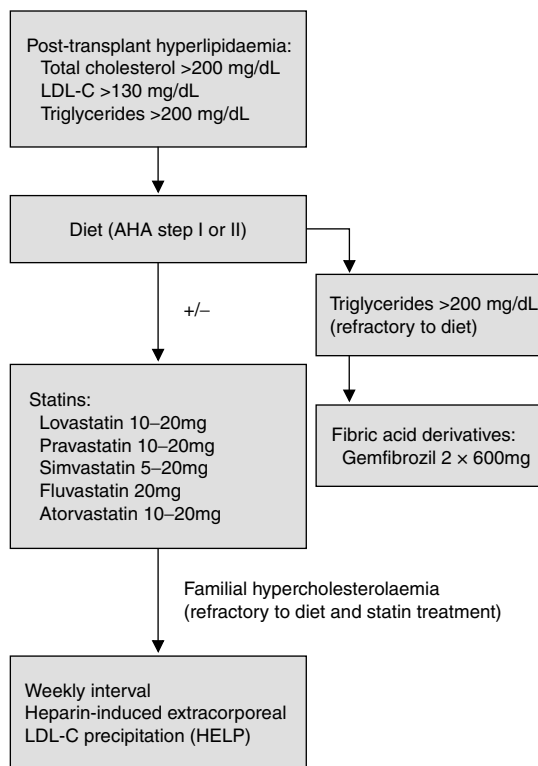 Post-transplant hyperlipidaemia:
Total cholesterol >200 mg/dL
LDL-C >130 mg/dL
Triglycerides >200 mg/dL
Diet (AHA step I or II)
+/−
Triglycerides >200 mg/dL
(refractory to diet)
Statins:
Lovastatin 10–20mg
Pravastatin 10–20mg
Simvastatin 5–20mg
Fluvastatin 20mg
Atorvastatin 10–20mg
Fibric acid derivatives:
Gemfibrozil 2 × 600mg
Familial hypercholesterolaemia
(refractory to diet and statin treatment)
Weekly interval
Heparin-induced extracorporeal
LDL-C precipitation (HELP)